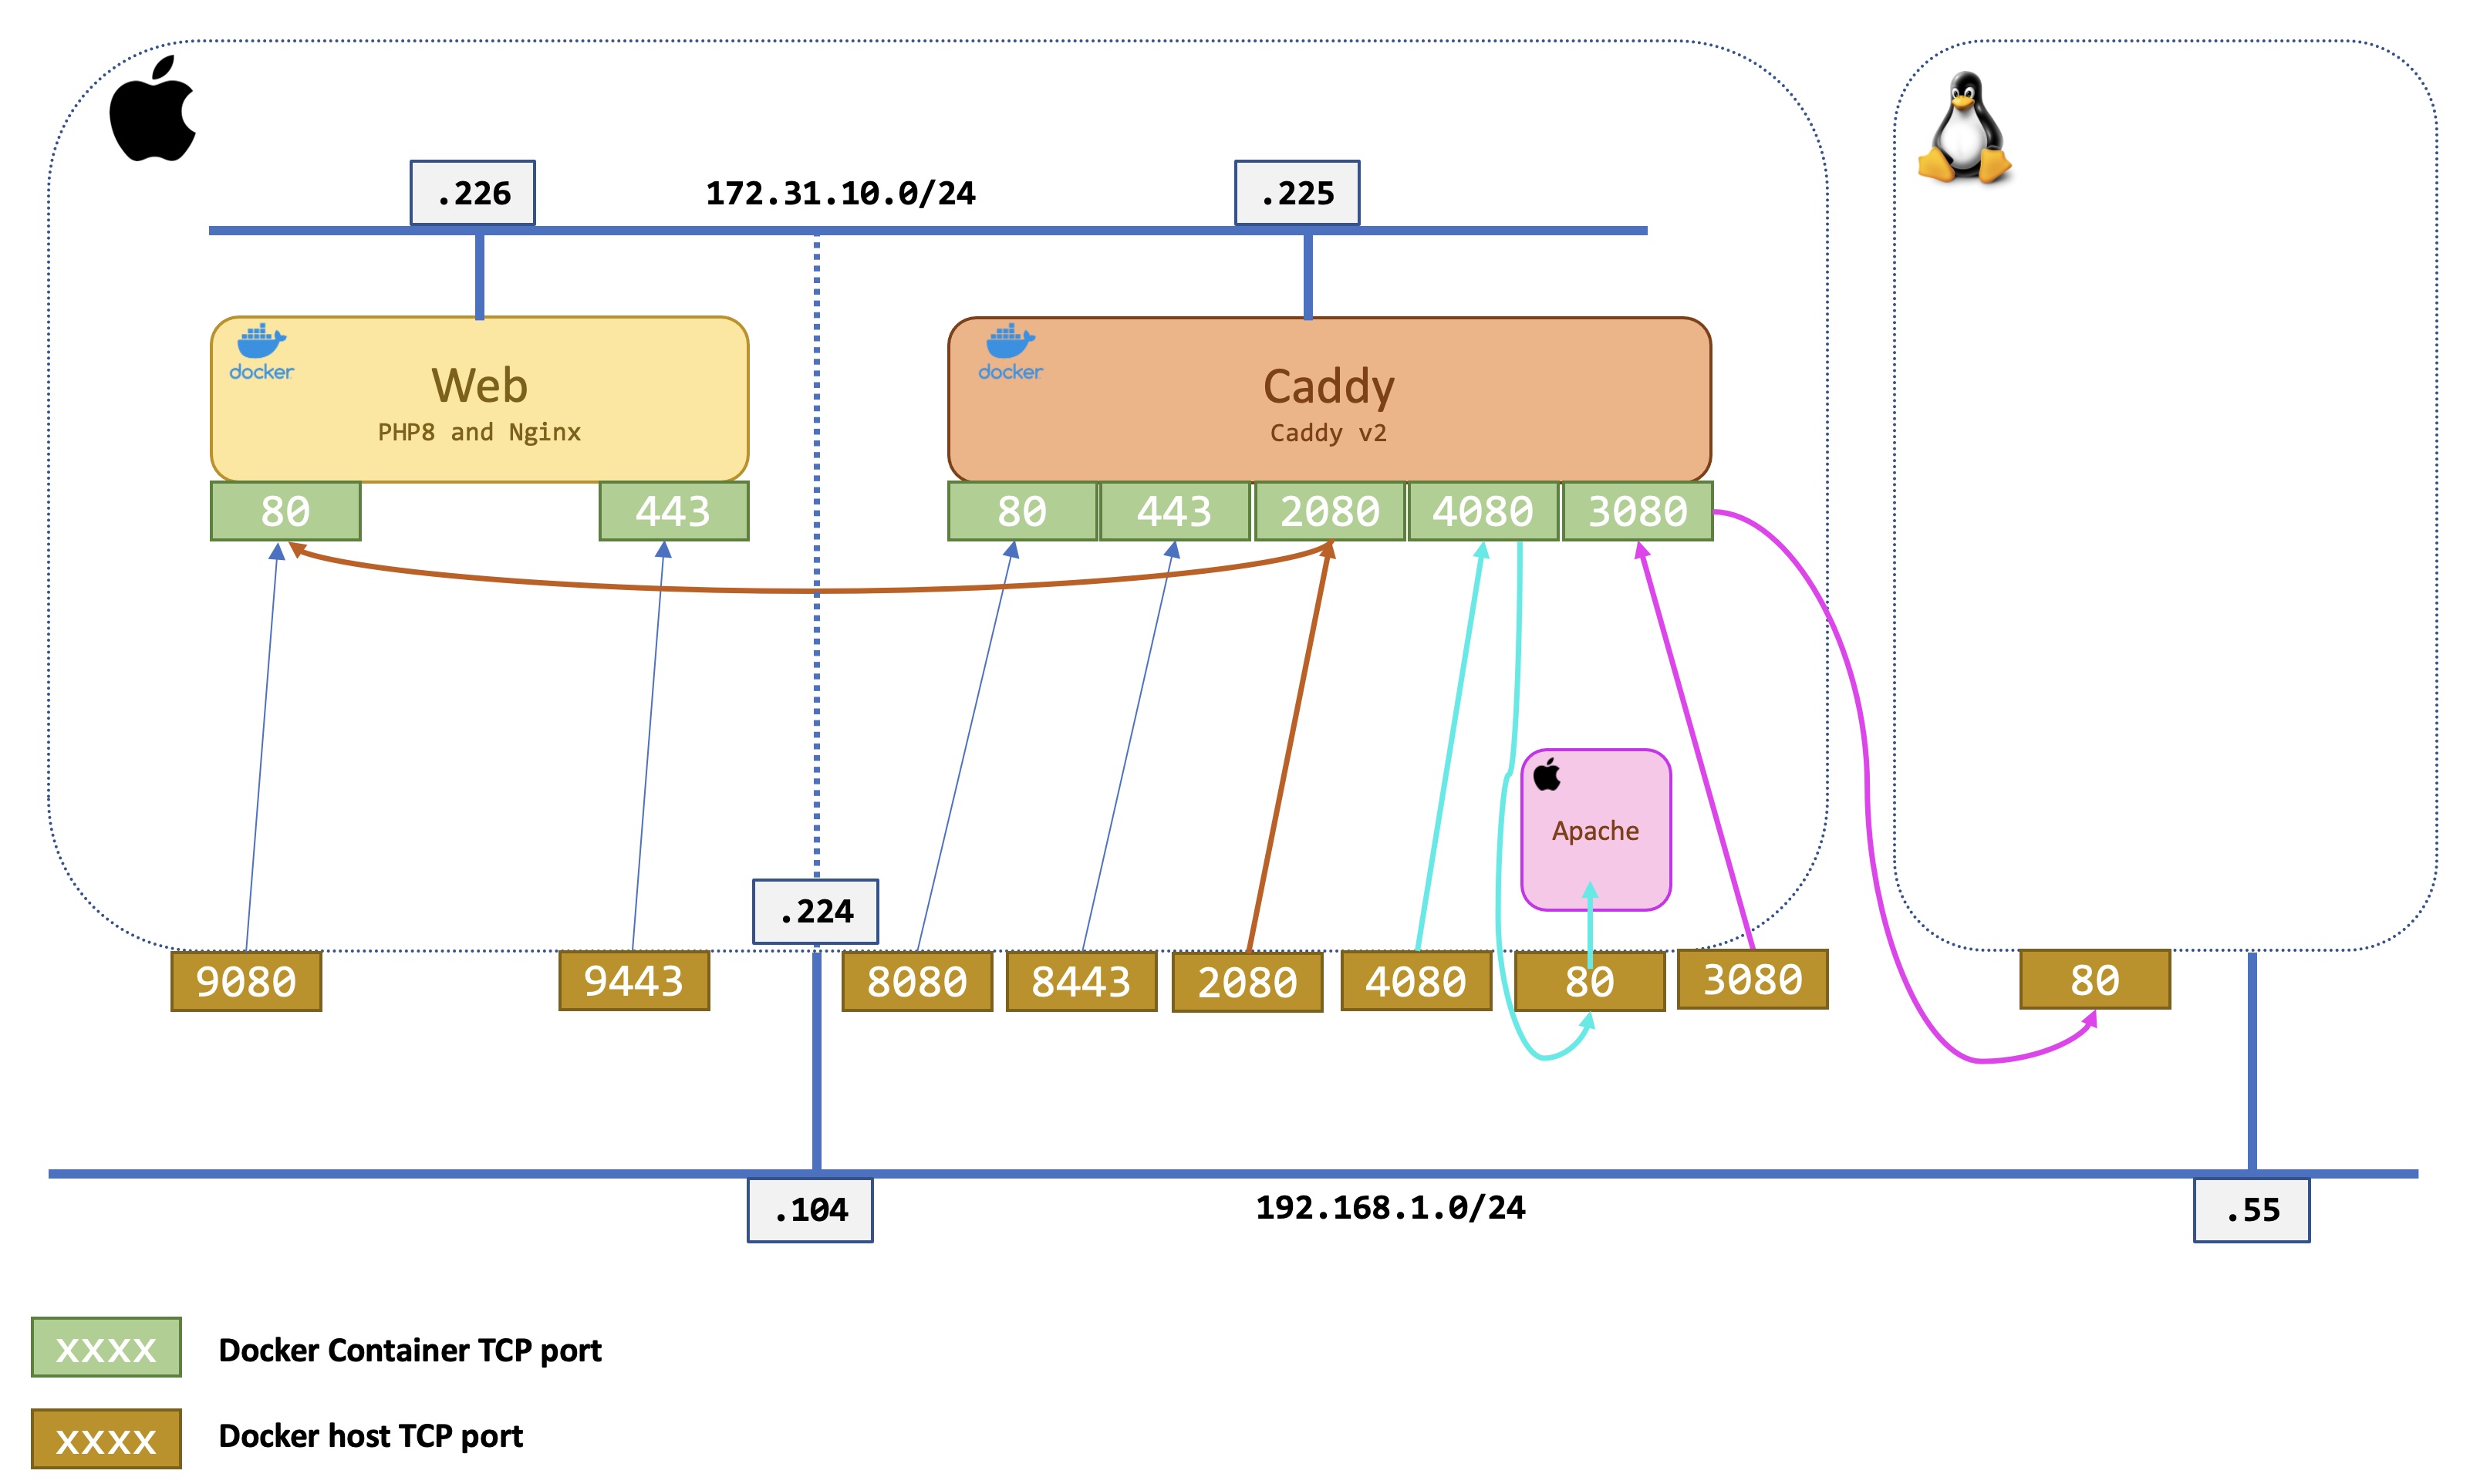 .226
172.31.10.0/24
.225
docker
Web
PHP8 and Nginx
docker
Caddy
Caddy v2
80
443
80
443
2080
4080
3080
Apache
.224
9080
9443
8080
8443
2080
4080
80
3080
80
.104
192.168.1.0/24
.55
xxxx
Docker Container TCP port
xxxx
Docker host TCP port